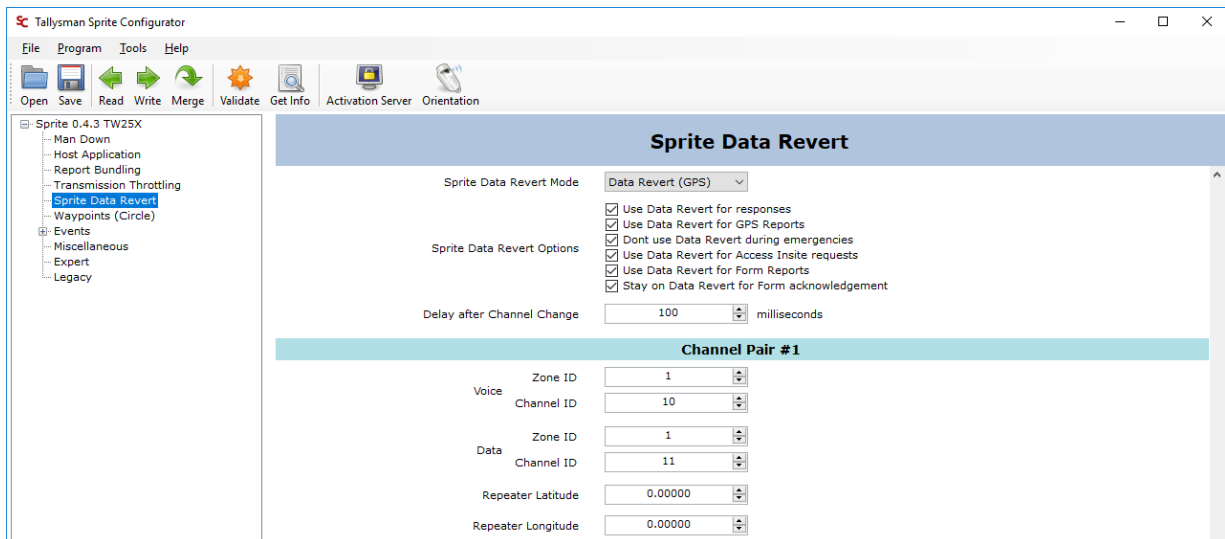 SC Tallysman Sprite Configurator
File Program Tools Help
Open Save Read Write Merge Validate Get Info Activation Server Orientation
Sprite 0.4.3 TW25X
Man Down
Host Application
Report Bundling
Transmission Throttling
Sprite Data Revert
Waypoints (Circle)
Events
Miscellaneous
Expert
Legacy
Sprite Data Revert
Sprite Data Revert Mode Data Revert (GPS)
Sprite Data Revert Options
Use Data Revert for responses
Use Data Revert for GPS Reports
Dont use Data Revert during emergencies
Use Data Revert for Access Insite requests
Use Data Revert for Form Reports
Stay on Data Revert for Form acknowledgement
Delay after Channel Change 100 milliseconds
Channel Pair #1
Voice
Zone ID 1
Channel ID 10
Data
Zone ID 1
Channel ID 11
Repeater Latitude 0.00000
Repeater Longitude 0.00000